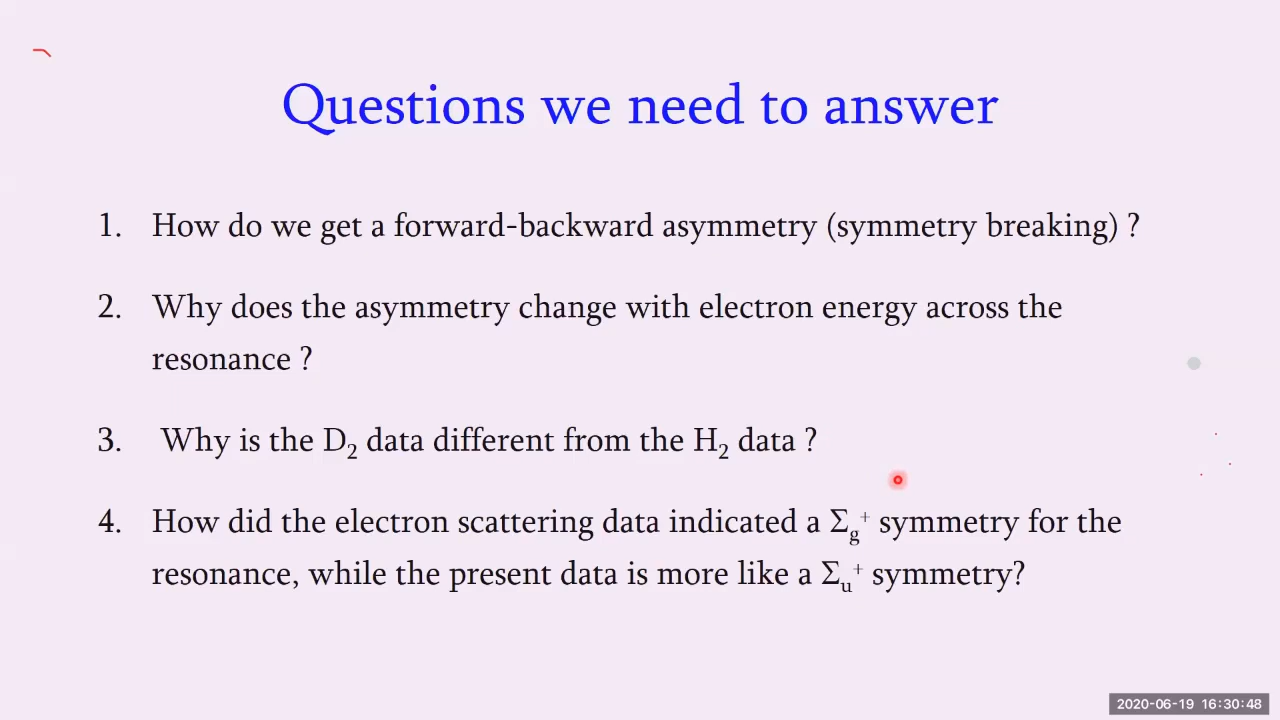 Questions we need to answer
1. How do we get a forward-backward asymmetry (symmetry breaking) ?
2. Why does the asymmetry change with electron energy across the
resonance ?
3. Why is the D₂ data different from the H₂ data ?
4. How did the electron scattering data indicated a Σg⁺ symmetry for the
resonance, while the present data is more like a Σu⁺ symmetry?
2020-06-19 16:30:48